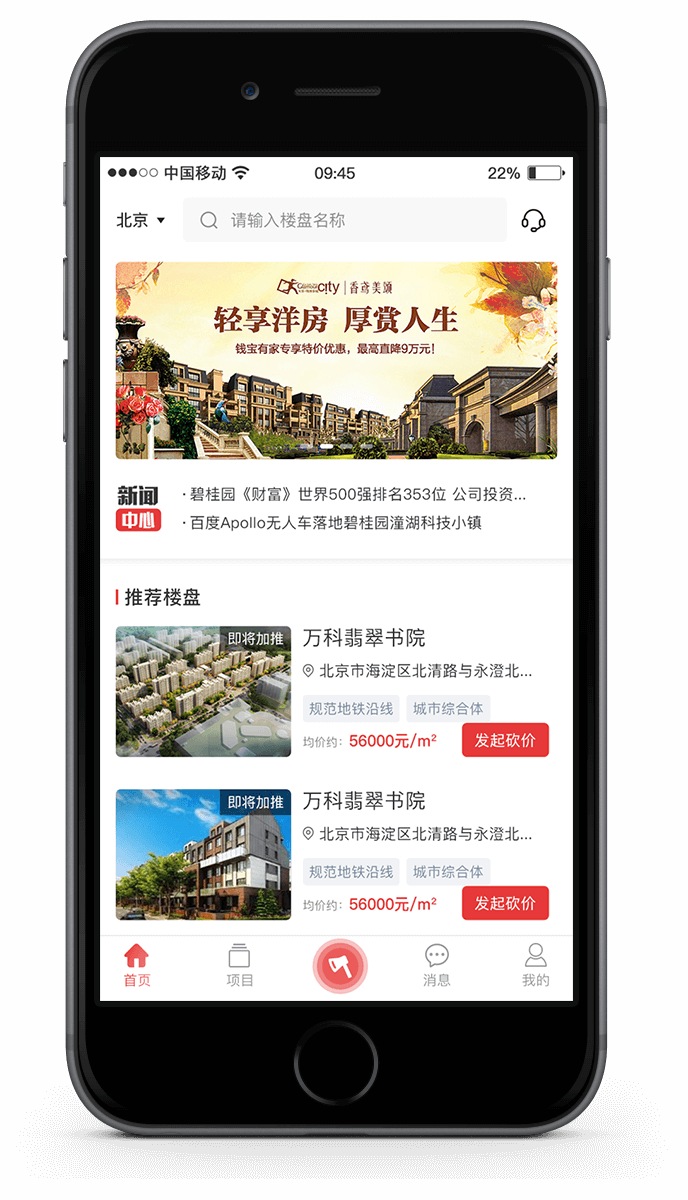 中国移动 09:45 22%
北京 请输入楼盘名称
city 香鸢美颂
轻享洋房 厚赏人生
钱宝有家专享特价优惠，最高直降9万元！
新闻
中心
· 碧桂园《财富》世界500强排名353位 公司投资...
· 百度Apollo无人车落地碧桂园潼湖科技小镇
推荐楼盘
即将加推
万科翡翠书院
北京市海淀区北清路与永澄北...
规范地铁沿线 城市综合体
均价约: 56000元/m² 发起砍价
即将加推
万科翡翠书院
北京市海淀区北清路与永澄北...
规范地铁沿线 城市综合体
均价约: 56000元/m² 发起砍价
首页 项目 消息 我的